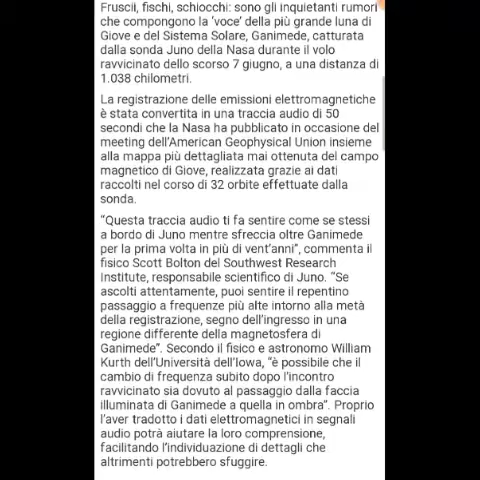 Fruscii, fischi, schiocchi: sono gli inquietanti rumori
che compongono la 'voce' della più grande luna di
Giove e del Sistema Solare, Ganimede, catturata
dalla sonda Juno della Nasa durante il volo
ravvicinato dello scorso 7 giugno, a una distanza di
1.038 chilometri.
La registrazione delle emissioni elettromagnetiche
è stata convertita in una traccia audio di 50
secondi che la Nasa ha pubblicato in occasione del
meeting dell'American Geophysical Union insieme
alla mappa più dettagliata mai ottenuta del campo
magnetico di Giove, realizzata grazie ai dati
raccolti nel corso di 32 orbite effettuate dalla
sonda.
"Questa traccia audio ti fa sentire come se stessi
a bordo di Juno mentre sfreccia oltre Ganimede
per la prima volta in più di vent'anni", commenta il
fisico Scott Bolton del Southwest Research
Institute, responsabile scientifico di Juno. "Se
ascolti attentamente, puoi sentire il repentino
passaggio a frequenze più alte intorno alla metà
della registrazione, segno dell'ingresso in una
regione differente della magnetosfera di
Ganimede". Secondo il fisico e astronomo William
Kurth dell'Università dell'Iowa, "è possibile che il
cambio di frequenza subito dopo l'incontro
ravvicinato sia dovuto al passaggio dalla faccia
illuminata di Ganimede a quella in ombra". Proprio
l'aver tradotto i dati elettromagnetici in segnali
audio potrà aiutare la loro comprensione,
facilitando l'individuazione di dettagli che
altrimenti potrebbero sfuggire.